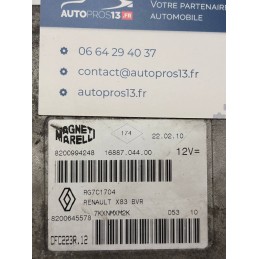 AUTOPROS13.FR
VOTRE PARTENAIRE
AUTOMOBILE
06 64 29 40 37
contact@autopros13.fr
autopros13.fr
MAGNETI
MARELLI
174
22.02.10.
8200994248 16887.044.00 12V=
RG7C1704
RENAULT X83 BVR
8200645578 7KXNMXM2K 053 10
CFC223R.12